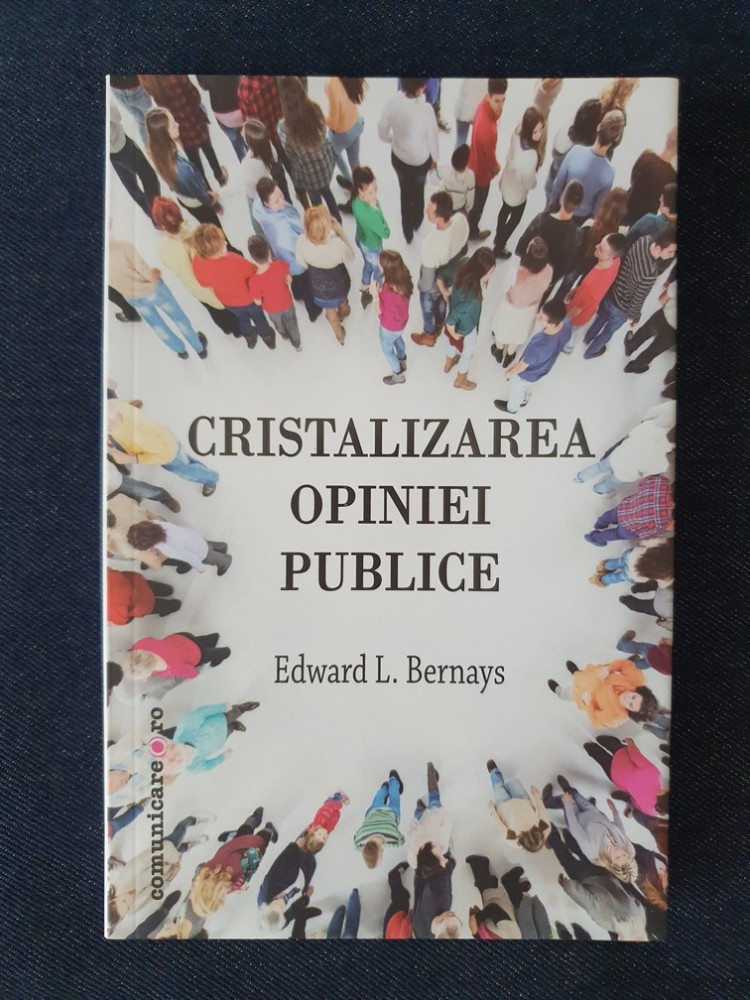 CRISTALIZAREA
OPINIEI
PUBLICE
Edward L. Bernays
comunicare.ro